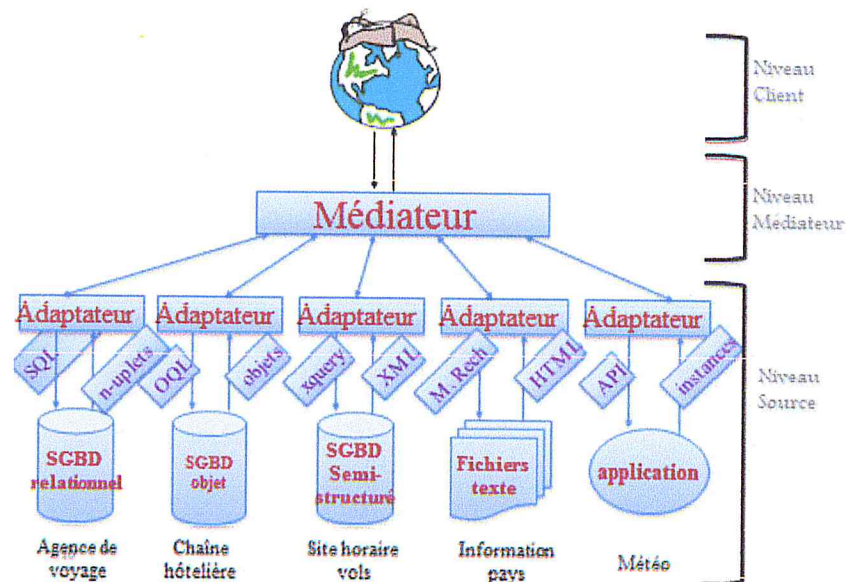 Niveau
Client
Niveau
Médiateur
Médiateur
Adaptateur
Adaptateur
Adaptateur
Adaptateur
Adaptateur
SQL
n-uplets
OQL
objets
xquery
XML
M. Rech
HTML
API
instances
Niveau
Source
SGBD
relationnel
SGBD
objet
SGBD
Semi-
structuré
Fichiers
texte
application
Agence de
voyage
Chaîne
hôtelière
Site horaire
vols
Information
pays
Météo